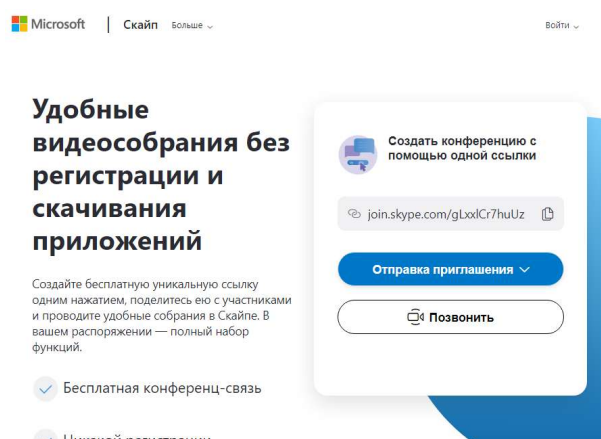 Microsoft
Скайп
Больше
Войти
Удобные
видеособрания без
регистрации и
скачивания
приложений
Создайте бесплатную уникальную ссылку
одним нажатием, поделитесь ею с участниками
и проводите удобные собрания в Скайпе. В
вашем распоряжении — полный набор
функций.
Бесплатная конференц-связь
Никакой регистрации
Создать конференцию с
помощью одной ссылки
join.skype.com/gLxxlCr7huUz
Отправка приглашения
Позвонить